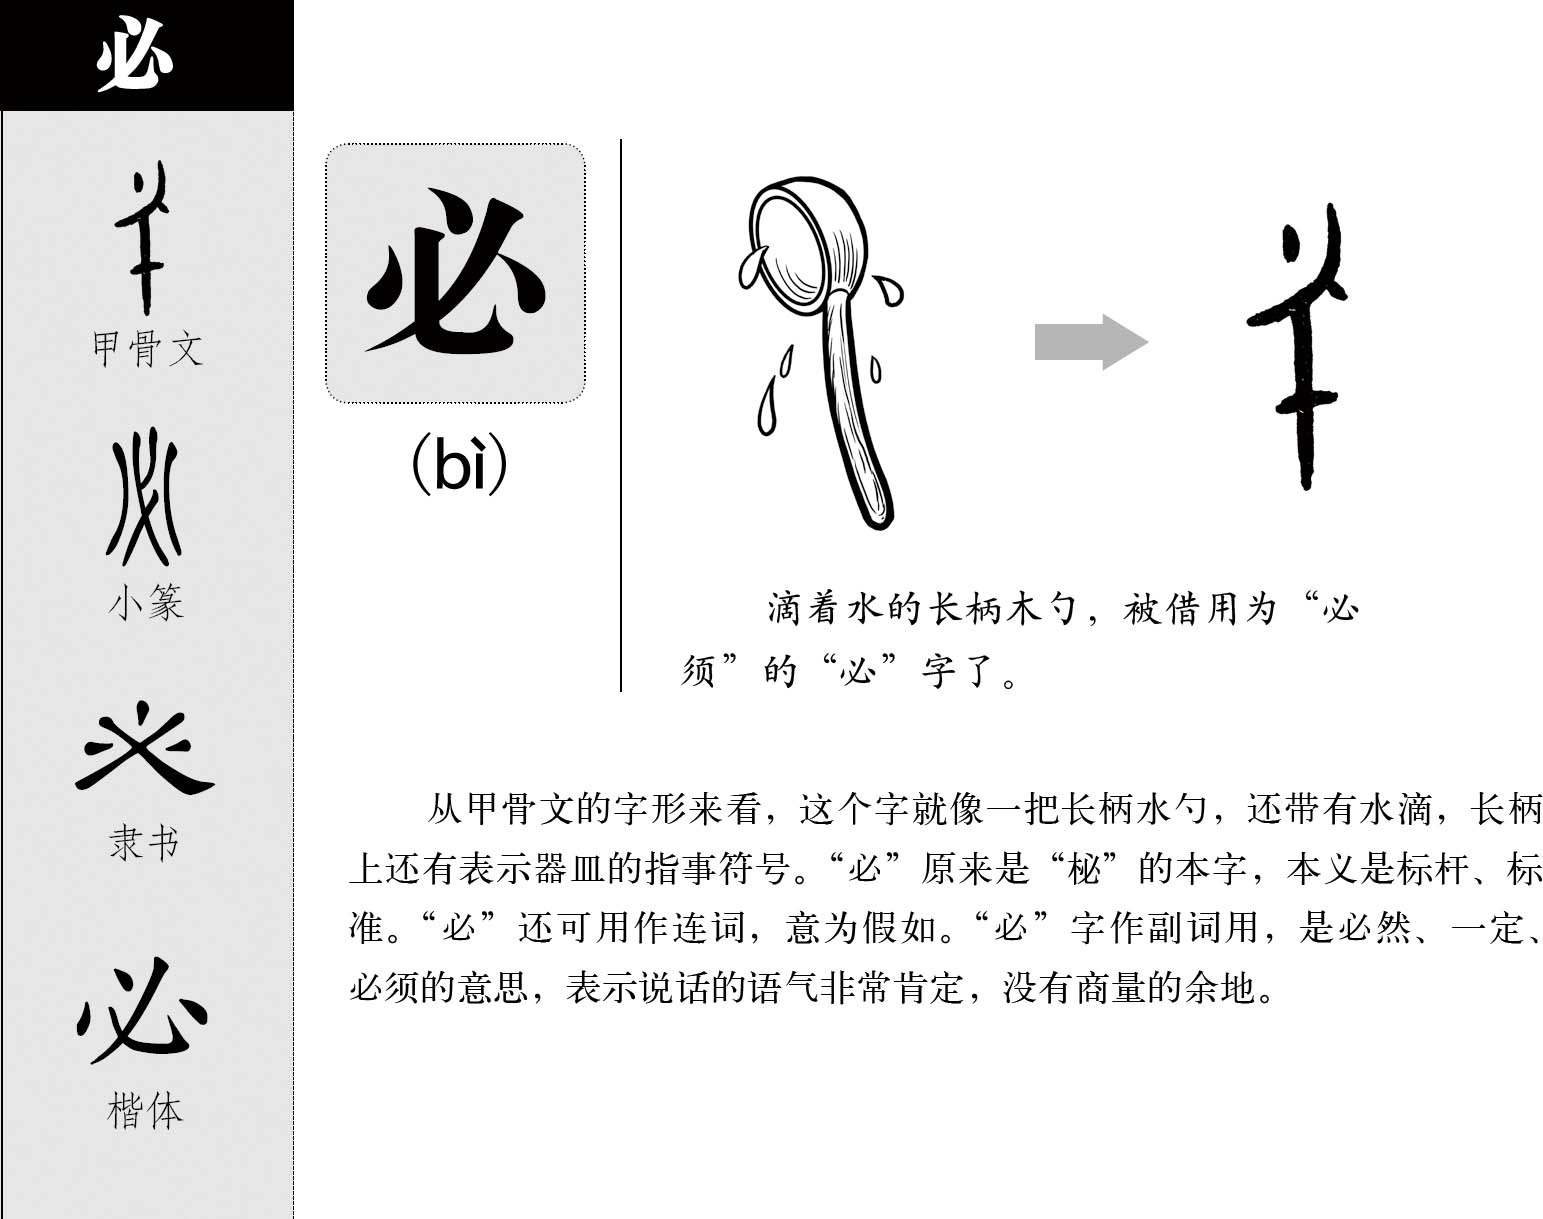 必
甲骨文
小篆
隶书
必
楷体
必
(bì)
滴着水的长柄木勺，被借用为“必
须”的“必”字了。
从甲骨文的字形来看，这个字就像一把长柄水勺，还带有水滴，长柄
上还有表示器皿的指事符号。“必”原来是“柲”的本字，本义是标杆、标
准。“必”还可用作连词，意为假如。“必”字作副词用，是必然、一定、
必须的意思，表示说话的语气非常肯定，没有商量的余地。